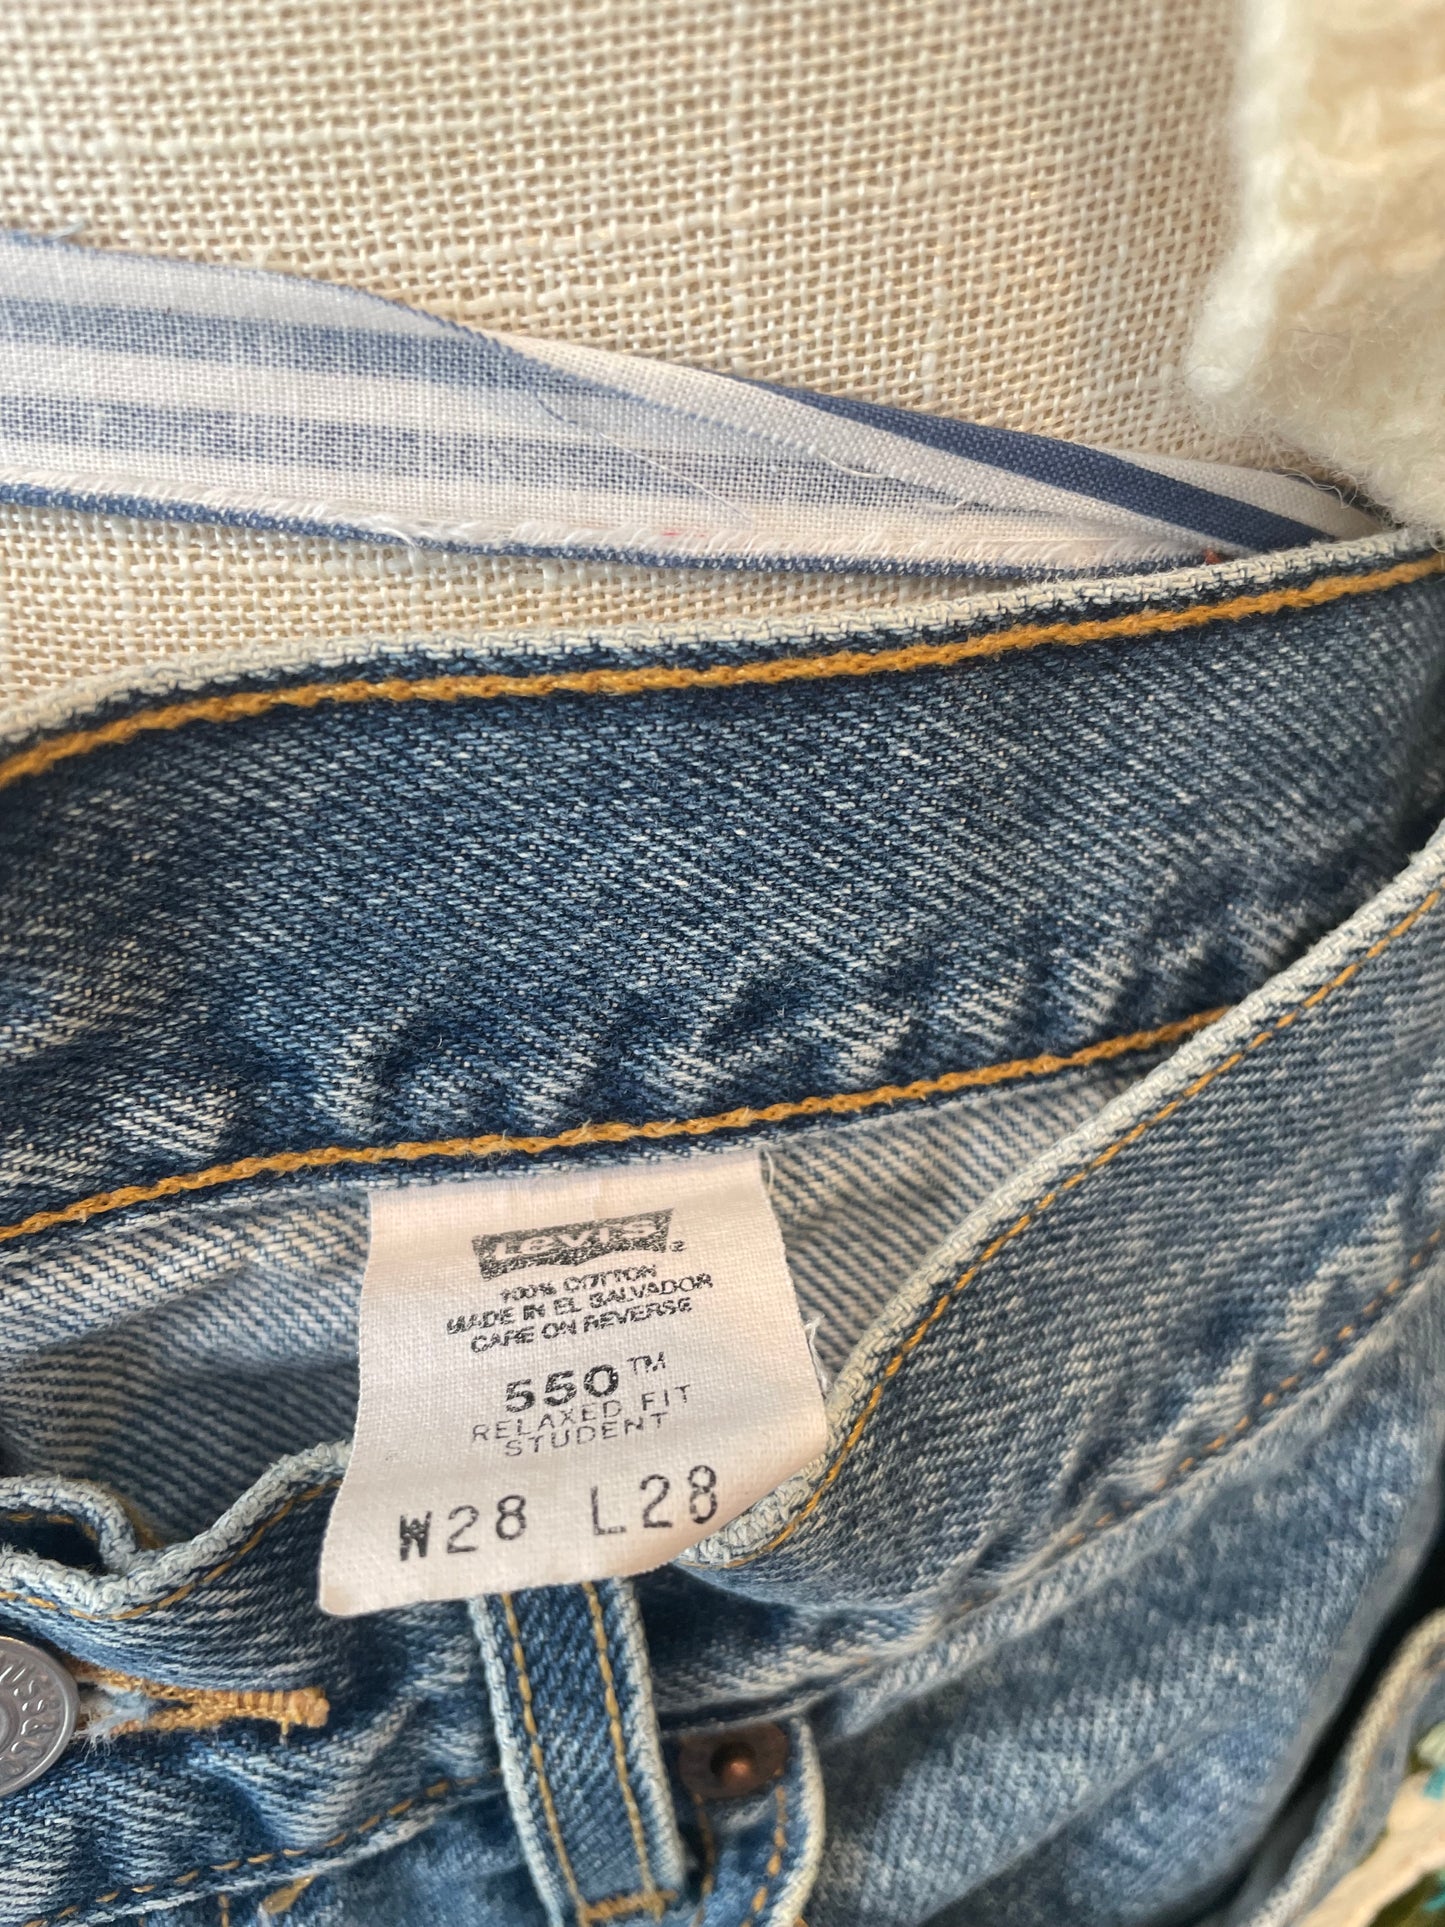 Levi's
100% COTTON
MADE IN EL SALVADOR
CARE ON REVERSE
550™
RELAXED FIT
STUDENT
W28 L28